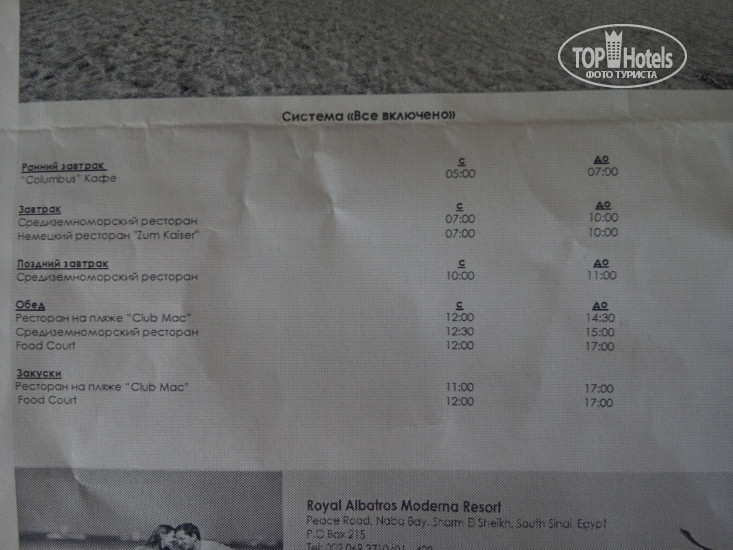 TOP Hotels
ФОТО ТУРИСТА
Система «Все включено»
Ранний завтрак с до
"Columbus" Кафе 05:00 07:00
Завтрак с до
Средиземноморский ресторан 07:00 10:00
Немецкий ресторан "Zum Kaiser" 07:00 10:00
Поздний завтрак с до
Средиземноморский ресторан 10:00 11:00
Обед с до
Ресторан на пляже "Club Mac" 12:00 14:30
Средиземноморский ресторан 12:30 15:00
Food Court 12:00 17:00
Закуски
Ресторан на пляже "Club Mac" 11:00 17:00
Food Court 12:00 17:00
Royal Albatros Moderna Resort
Peace Road, Nabq Bay, Sharm El Sheikh, South Sinai, Egypt
P.O Box 215
Tel: 002 069